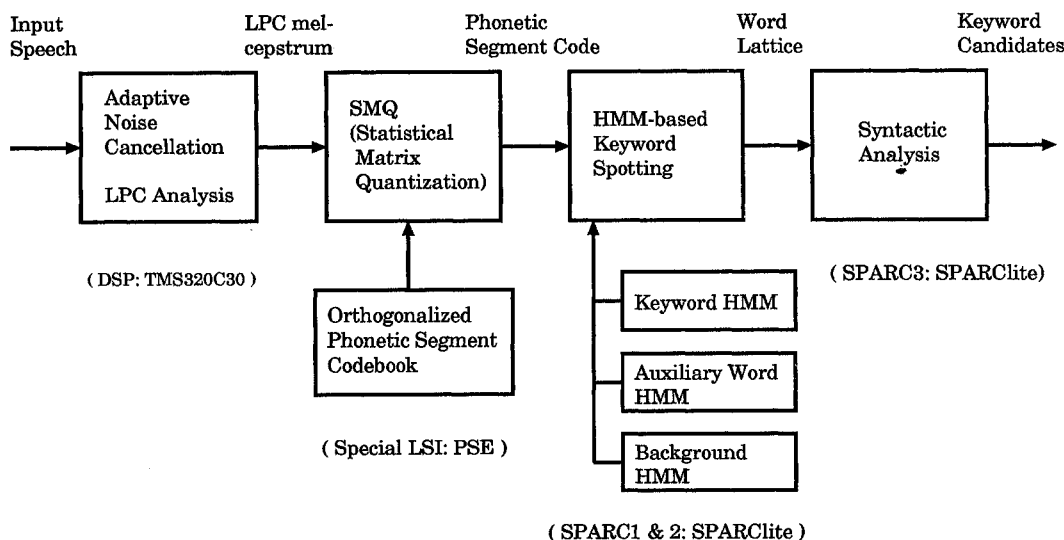 Input
Speech
LPC mel-
cepstrum
Phonetic
Segment Code
Word
Lattice
Keyword
Candidates
Adaptive
Noise
Cancellation
LPC Analysis
SMQ
(Statistical
Matrix
Quantization)
HMM-based
Keyword
Spotting
Syntactic
Analysis
( DSP: TMS320C30 )
( SPARC3: SPARClite)
Orthogonalized
Phonetic Segment
Codebook
Keyword HMM
Auxiliary Word
HMM
Background
HMM
( Special LSI: PSE )
( SPARC1 & 2: SPARClite )